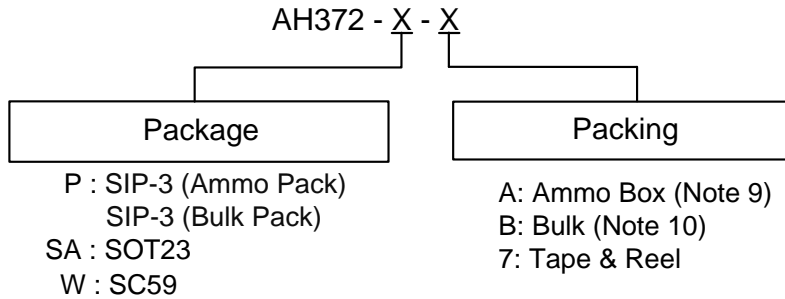 AH372 - X - X
Package
Packing
P : SIP-3 (Ammo Pack)
SIP-3 (Bulk Pack)
SA : SOT23
W : SC59
A: Ammo Box (Note 9)
B: Bulk (Note 10)
7: Tape & Reel